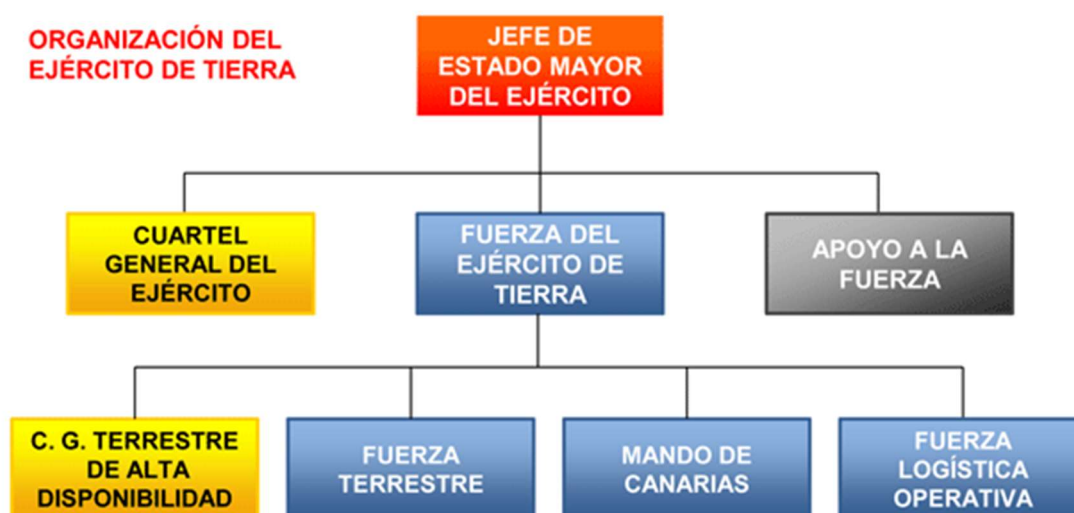 ORGANIZACIÓN DEL
EJÉRCITO DE TIERRA
JEFE DE
ESTADO MAYOR
DEL EJÉRCITO
CUARTEL
GENERAL DEL
EJÉRCITO
FUERZA DEL
EJÉRCITO DE
TIERRA
APOYO A LA
FUERZA
C. G. TERRESTRE
DE ALTA
DISPONIBILIDAD
FUERZA
TERRESTRE
MANDO DE
CANARIAS
FUERZA
LOGÍSTICA
OPERATIVA